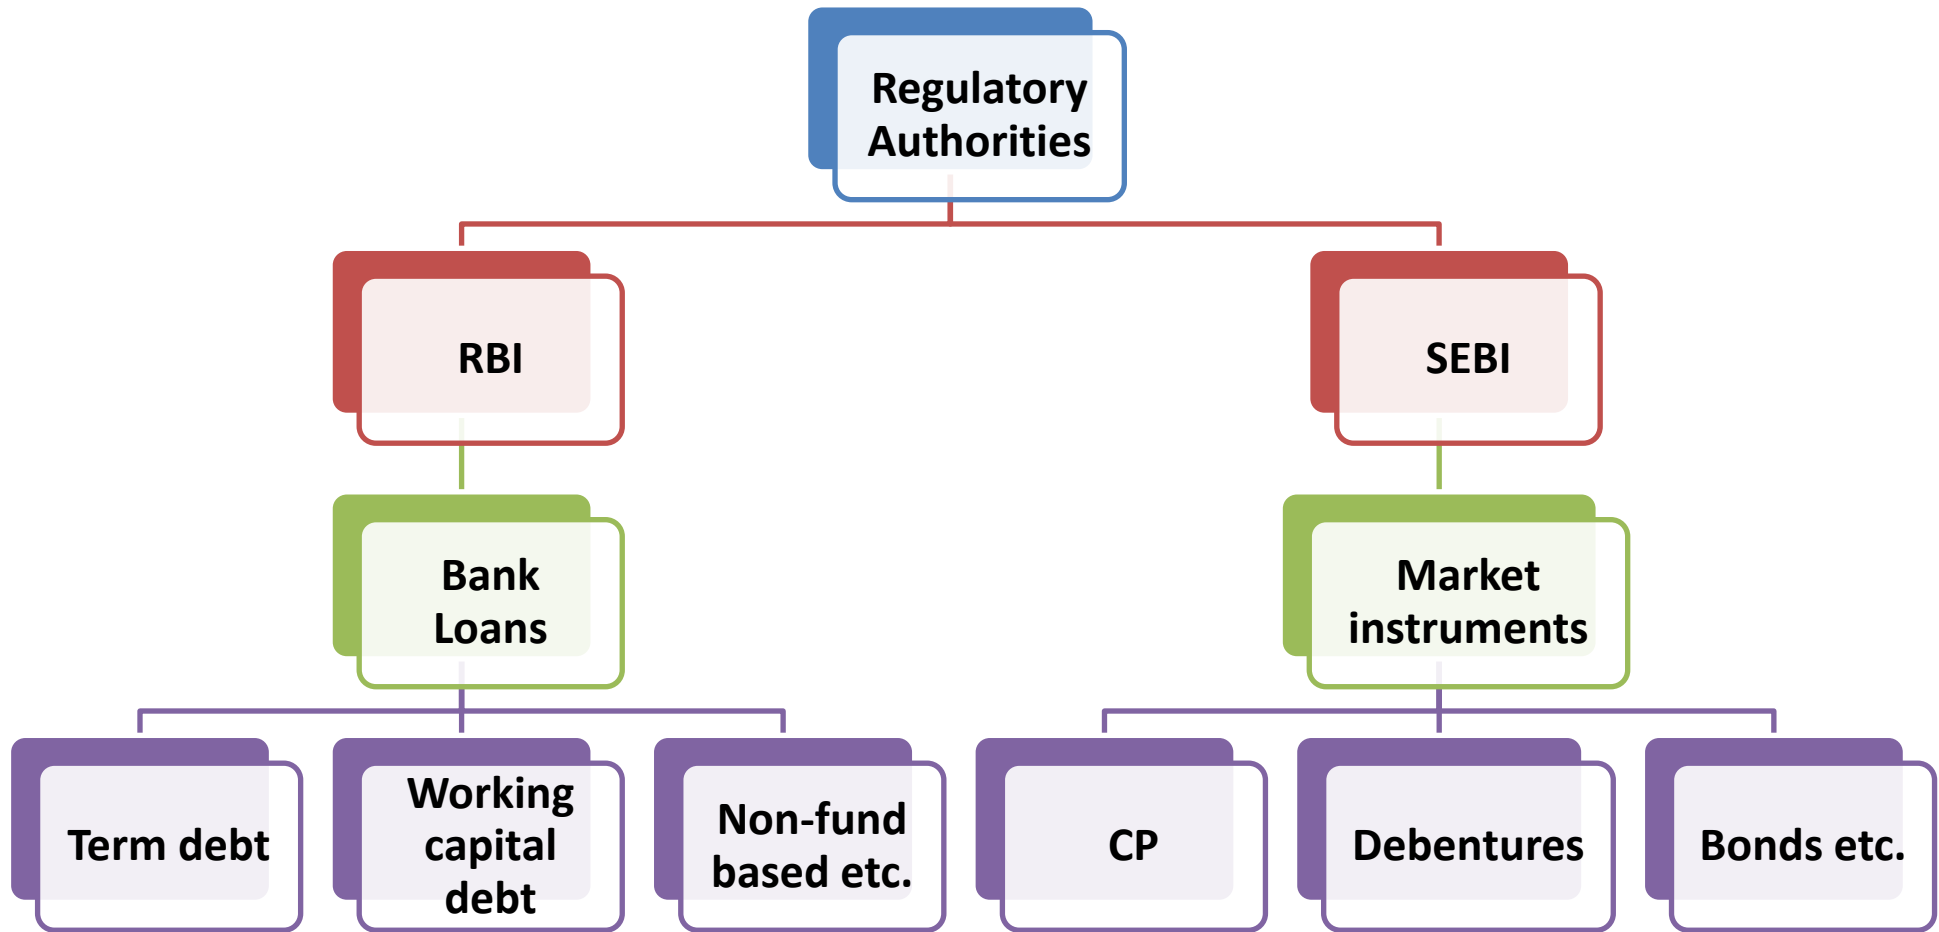 Regulatory
Authorities
RBI
SEBI
Bank
Loans
Market
instruments
Term debt
Working
capital
debt
Non-fund
based etc.
CP
Debentures
Bonds etc.